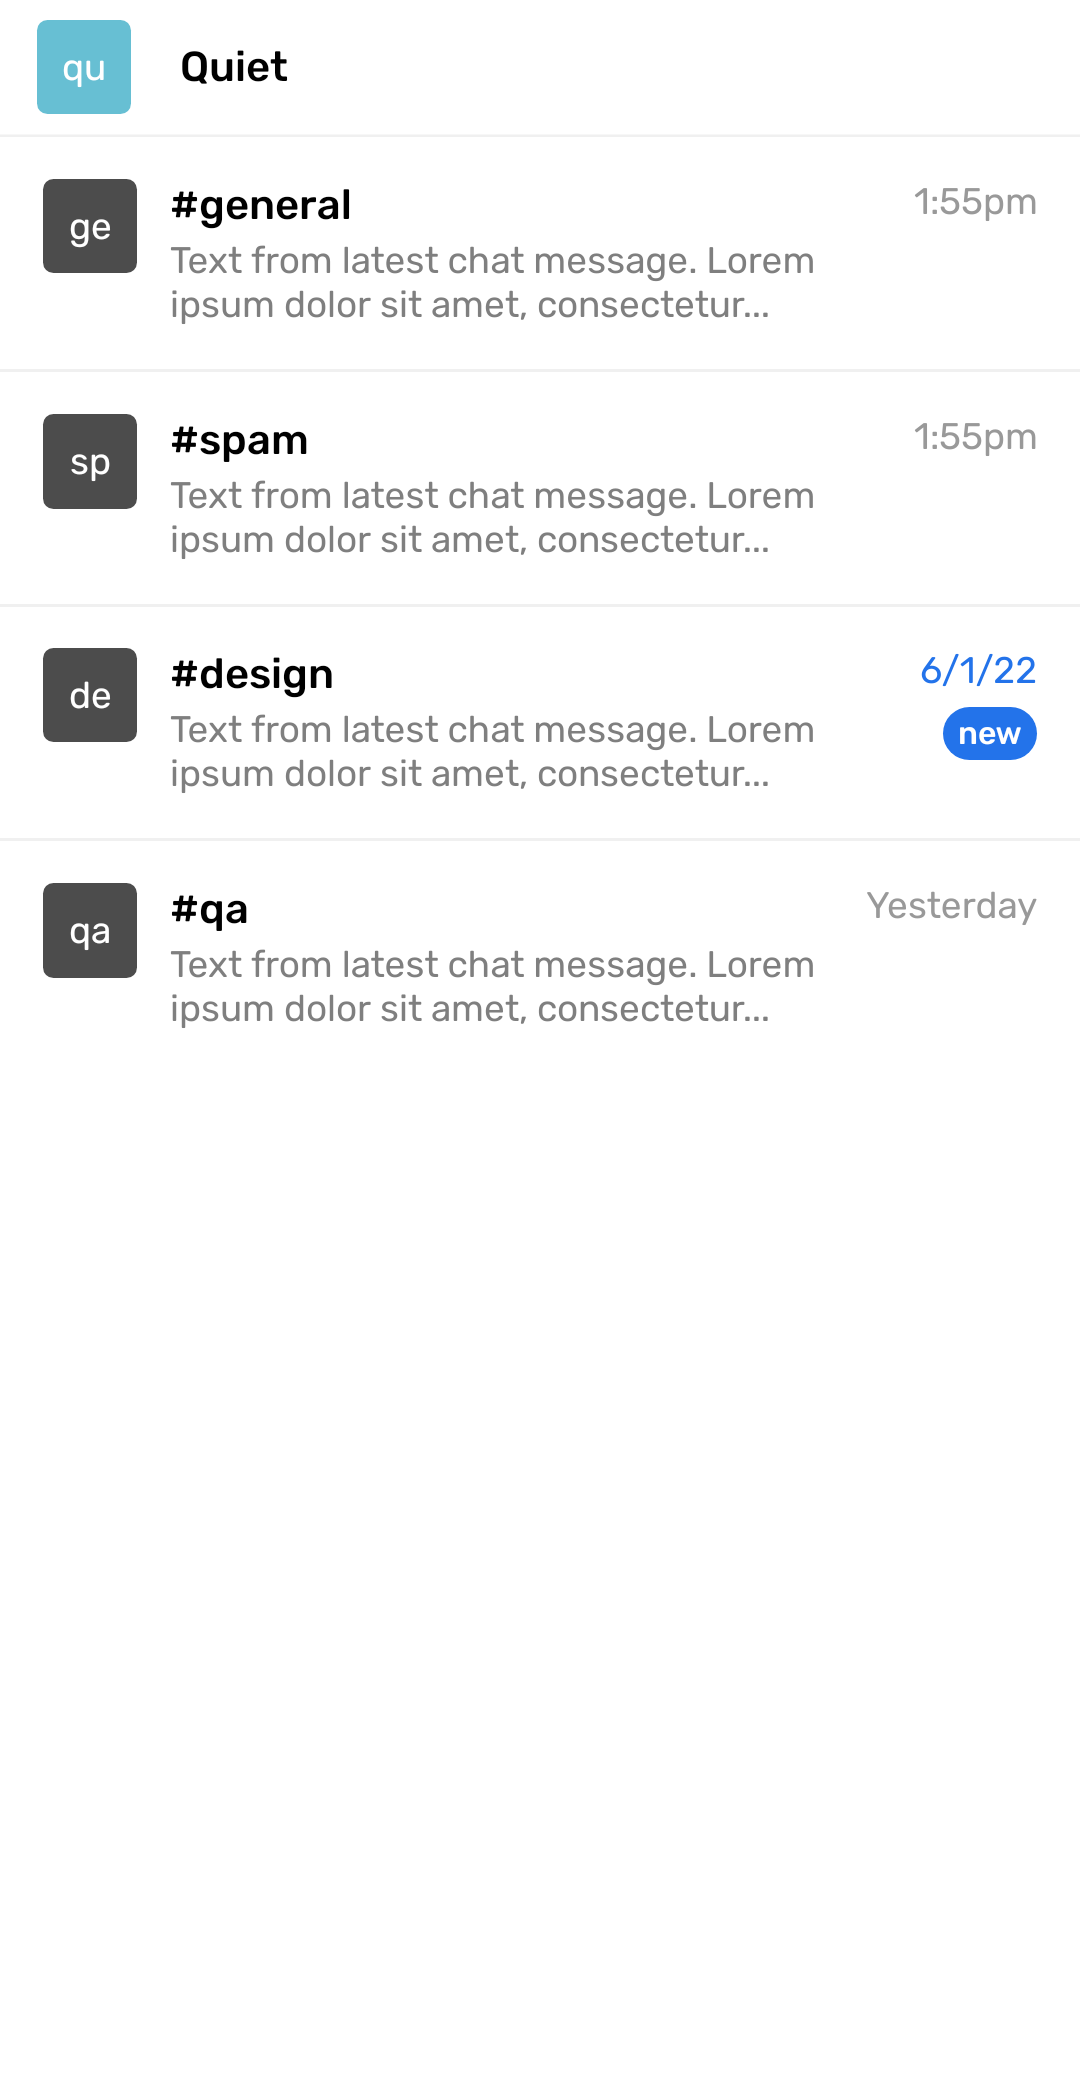 qu
Quiet
ge
#general
1:55pm
Text from latest chat message. Lorem
ipsum dolor sit amet, consectetur...
sp
#spam
1:55pm
Text from latest chat message. Lorem
ipsum dolor sit amet, consectetur...
de
#design
6/1/22
Text from latest chat message. Lorem
new
ipsum dolor sit amet, consectetur...
qa
#qa
Yesterday
Text from latest chat message. Lorem
ipsum dolor sit amet, consectetur...